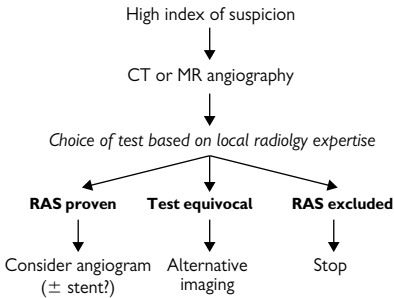 High index of suspicion
CT or MR angiography
Choice of test based on local radiolgy expertise
RAS proven Test equivocal RAS excluded
Consider angiogram Alternative Stop
(± stent?) imaging